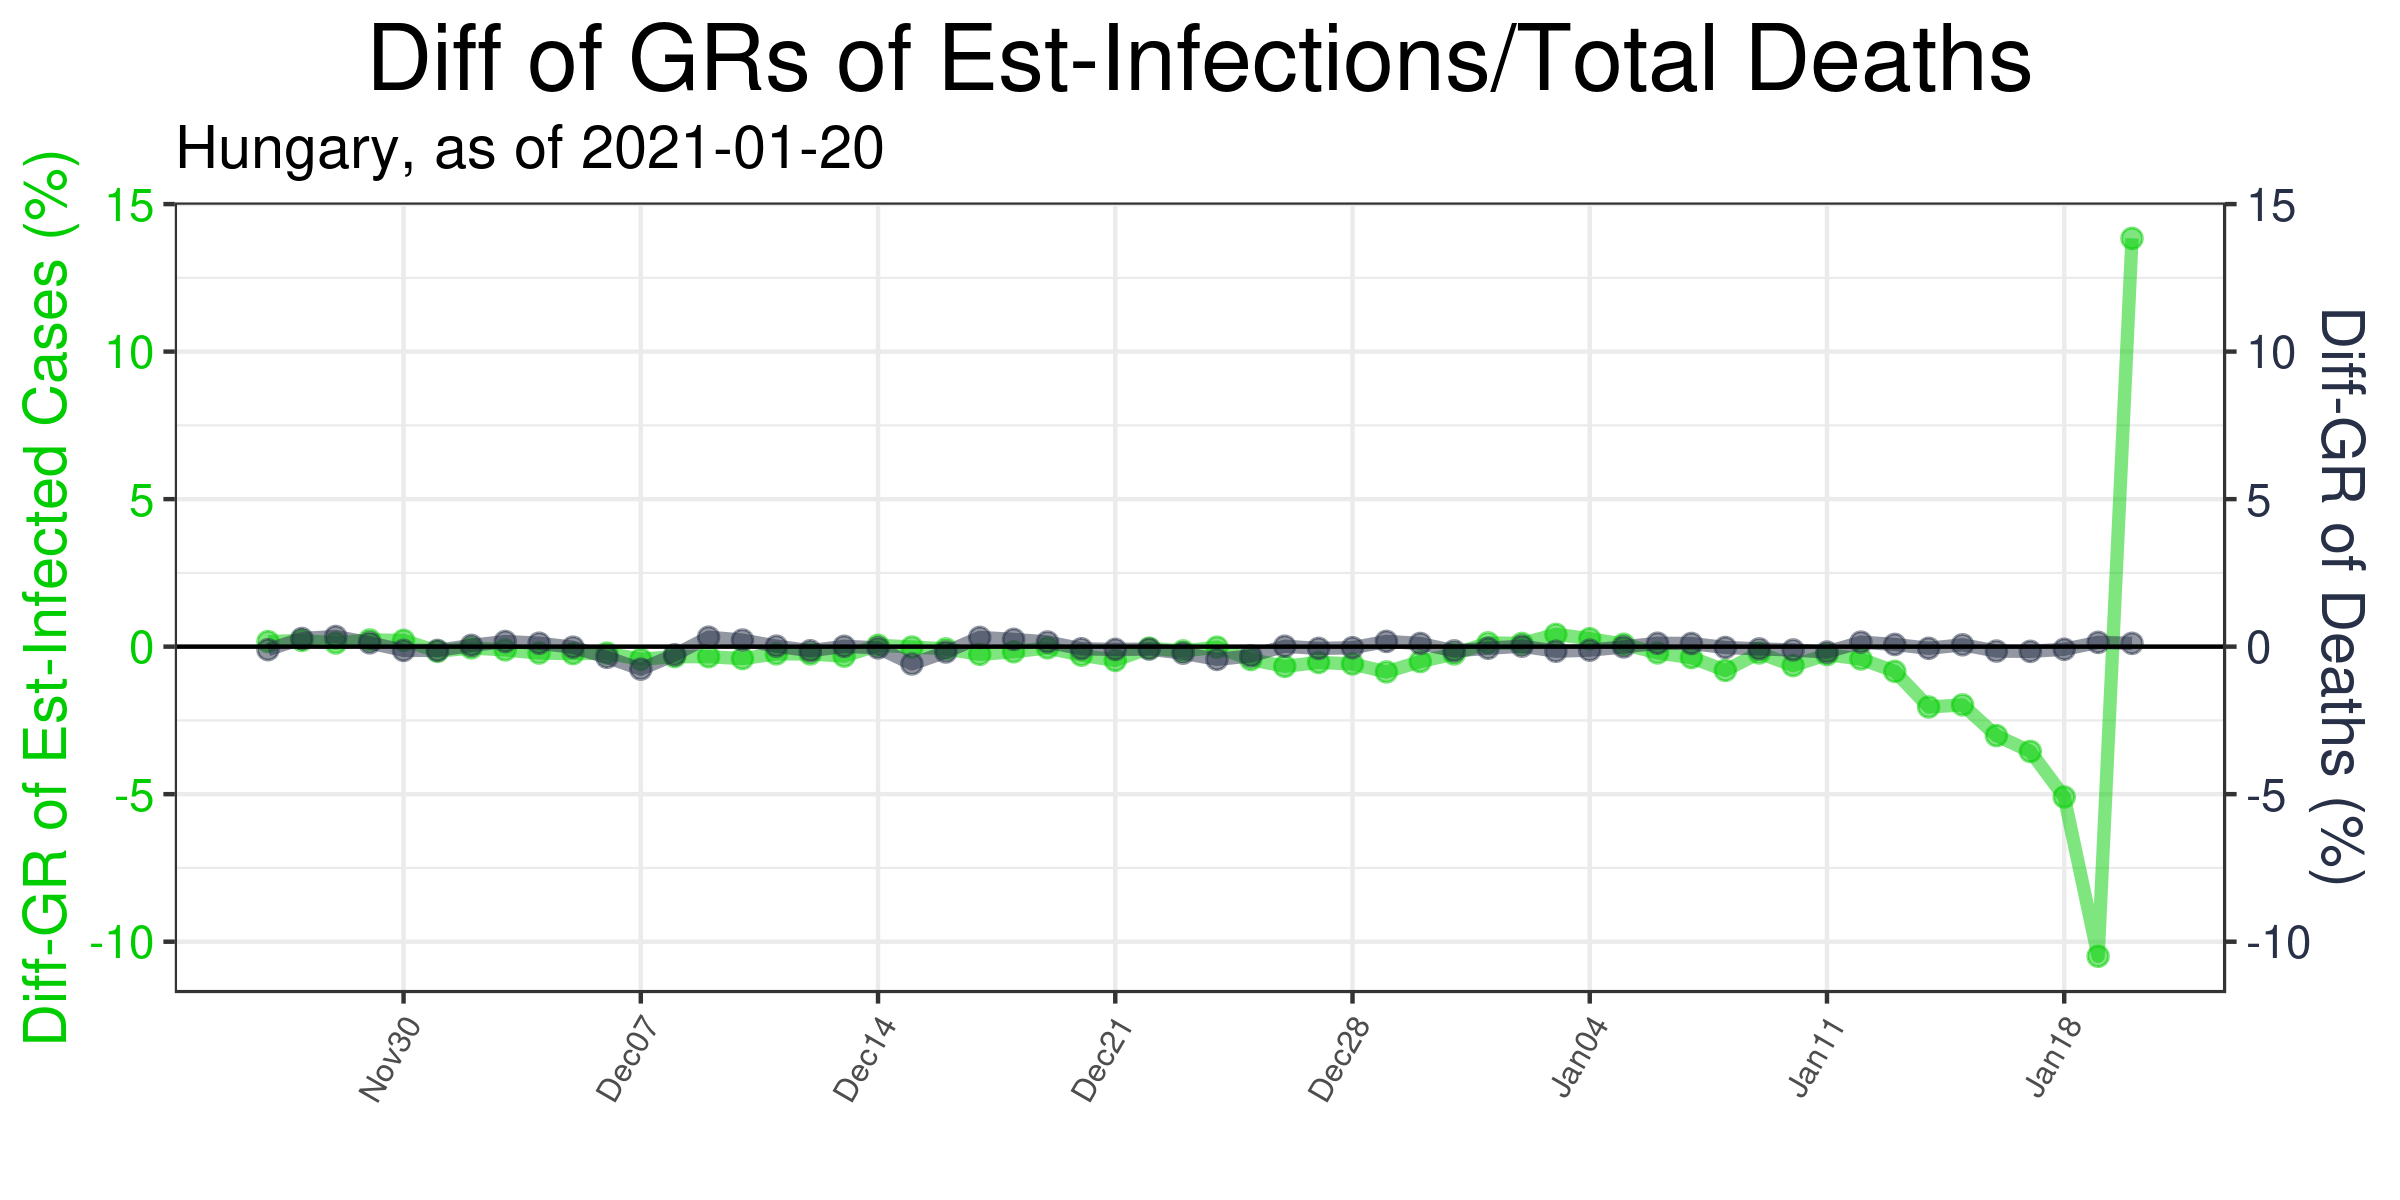 Diff of GRs of Est-Infections/Total Deaths
Hungary, as of 2021-01-20
Diff-GR of Est-Infected Cases (%)
15
10
5
0
-5
-10
15
10
5
0
-5
-10
Diff-GR of Deaths (%)
Nov30
Dec07
Dec14
Dec21
Dec28
Jan04
Jan11
Jan18